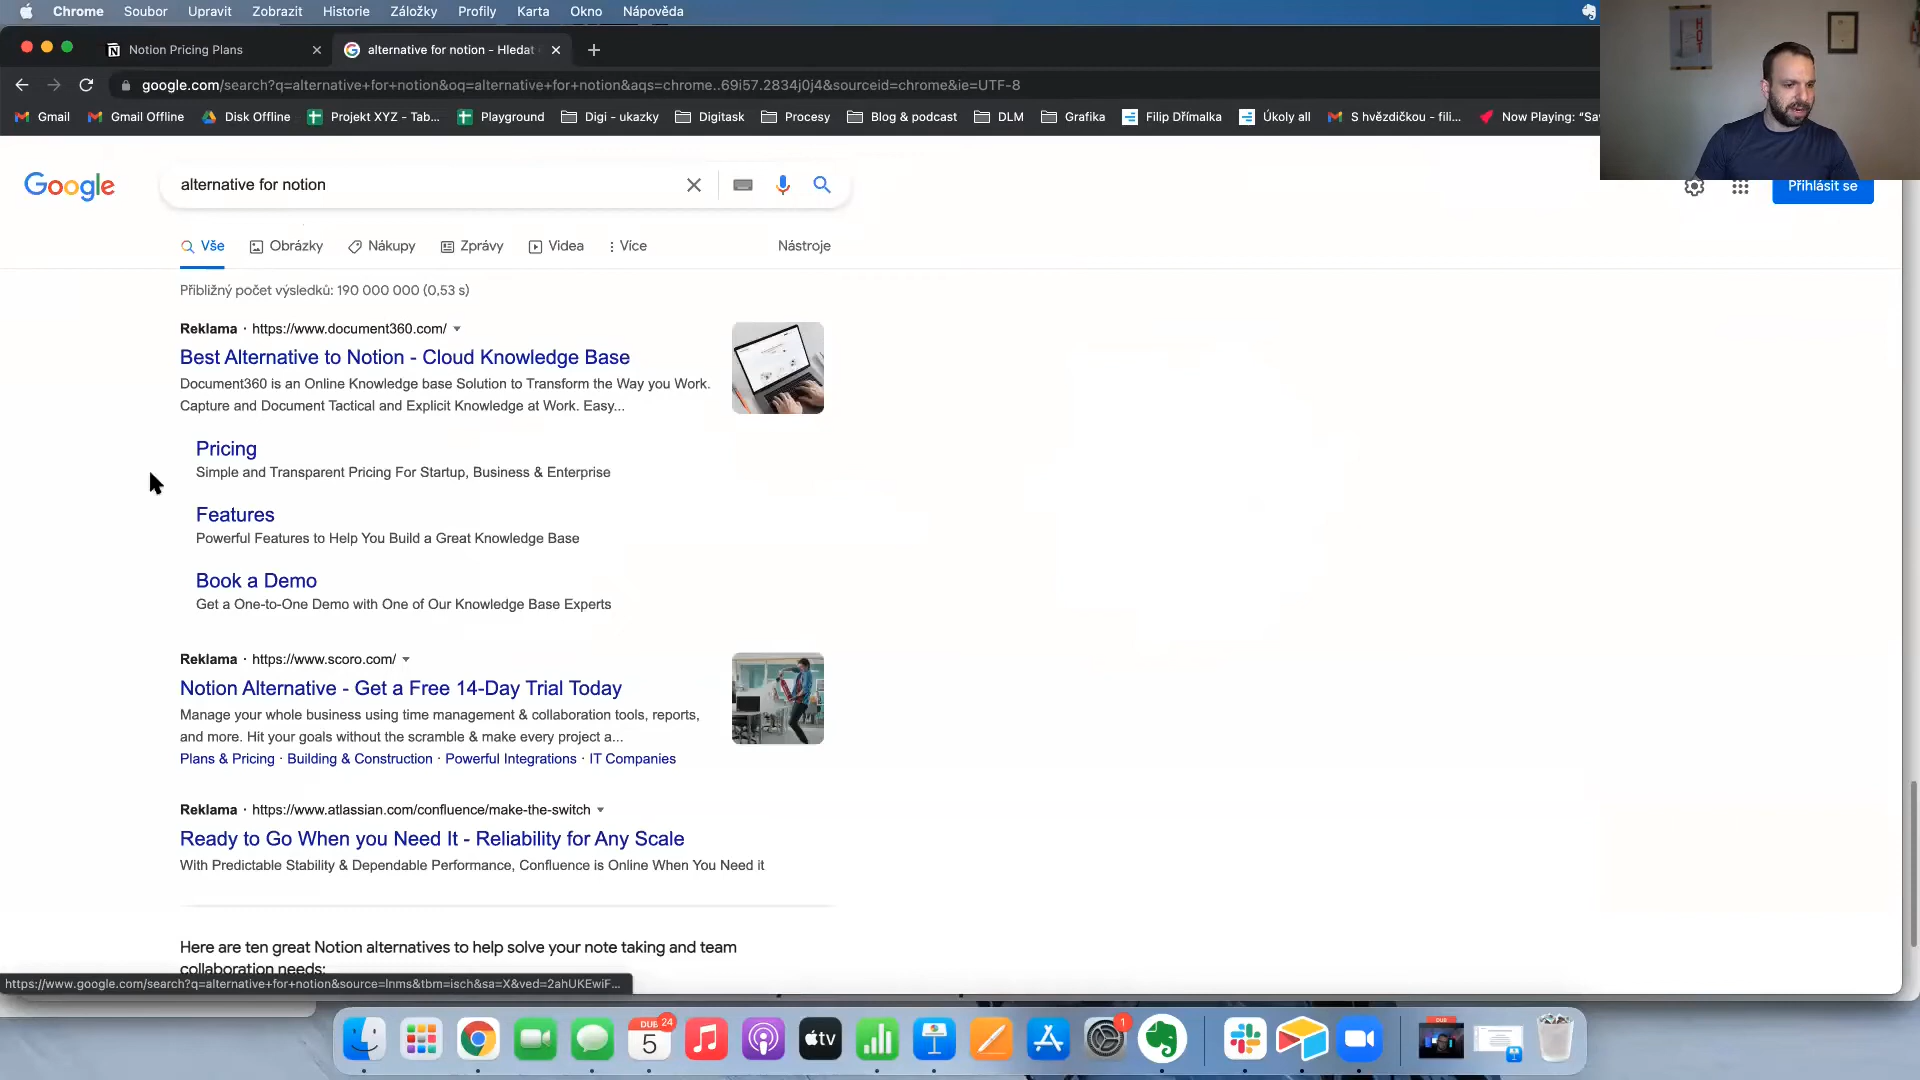 Chrome Soubor Upravit Zobrazit Historie Záložky Profily Karta Okno Nápověda
Notion Pricing Plans
alternative for notion - Hledat
google.com/search?q=alternative+for+notion&oq=alternative+for+notion&aqs=chrome..69i57.2834j0j4&sourceid=chrome&ie=UTF-8
Gmail Gmail Offline Disk Offline Projekt XYZ - Tab... Playground Digi - ukazky Digitask Procesy Blog & podcast DLM Grafika Filip Dřímalka Úkoly all S hvězdičkou - fili... Now Playing: “Sav
HOT
Google
alternative for notion
Přihlásit se
Vše Obrázky Nákupy Zprávy Videa Více Nástroje
Přibližný počet výsledků: 190 000 000 (0,53 s)
Reklama · https://www.document360.com/
Best Alternative to Notion - Cloud Knowledge Base
Document360 is an Online Knowledge base Solution to Transform the Way you Work.
Capture and Document Tactical and Explicit Knowledge at Work. Easy...
Pricing
Simple and Transparent Pricing For Startup, Business & Enterprise
Features
Powerful Features to Help You Build a Great Knowledge Base
Book a Demo
Get a One-to-One Demo with One of Our Knowledge Base Experts
Reklama · https://www.scoro.com/
Notion Alternative - Get a Free 14-Day Trial Today
Manage your whole business using time management & collaboration tools, reports,
and more. Hit your goals without the scramble & make every project a...
Plans & Pricing · Building & Construction · Powerful Integrations · IT Companies
Reklama · https://www.atlassian.com/confluence/make-the-switch
Ready to Go When you Need It - Reliability for Any Scale
With Predictable Stability & Dependable Performance, Confluence is Online When You Need it
Here are ten great Notion alternatives to help solve your note taking and team
collaboration needs:
https://www.google.com/search?q=alternative+for+notion&source=lnms&tbm=isch&sa=X&ved=2ahUKEwiF...
DUB 24
5
tv
1
DUB